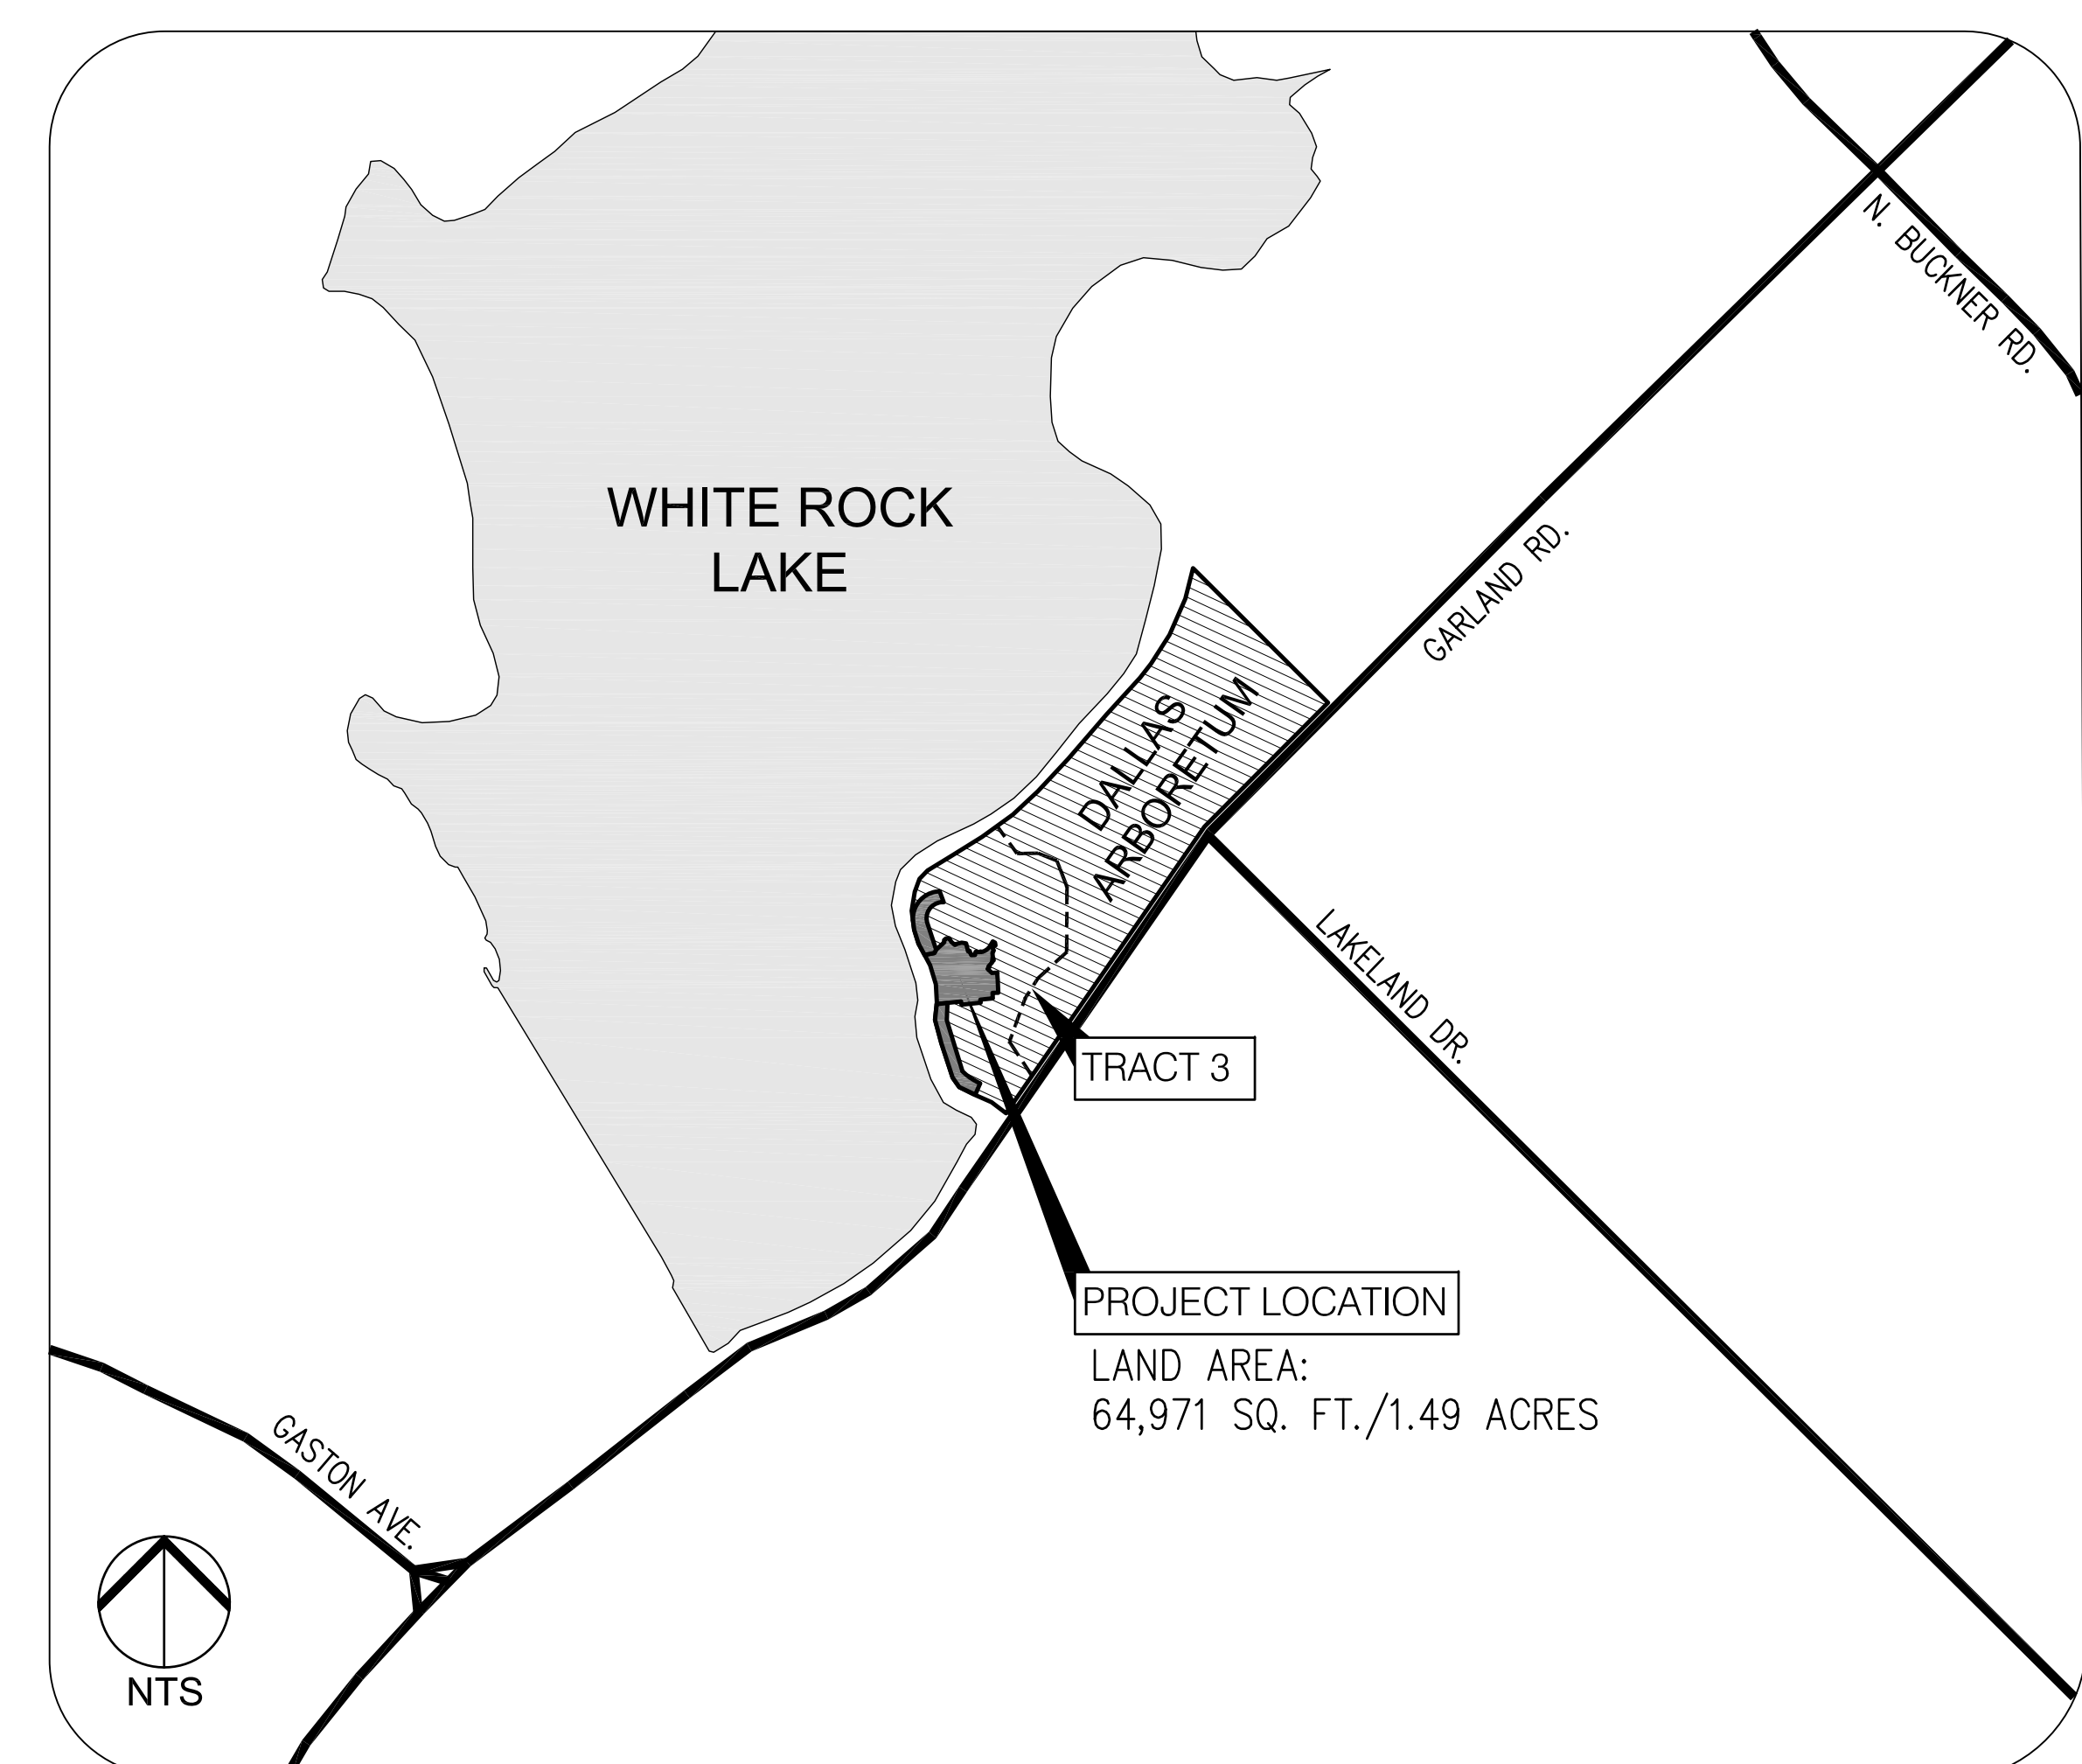 N. BUCKNER RD.
WHITE ROCK
LAKE
GARLAND RD.
DALLAS
ARBORETUM
LAKELAND DR.
TRACT 3
PROJECT LOCATION
LAND AREA:
64,971 SQ. FT./1.49 ACRES
GASTON AVE.
NTS